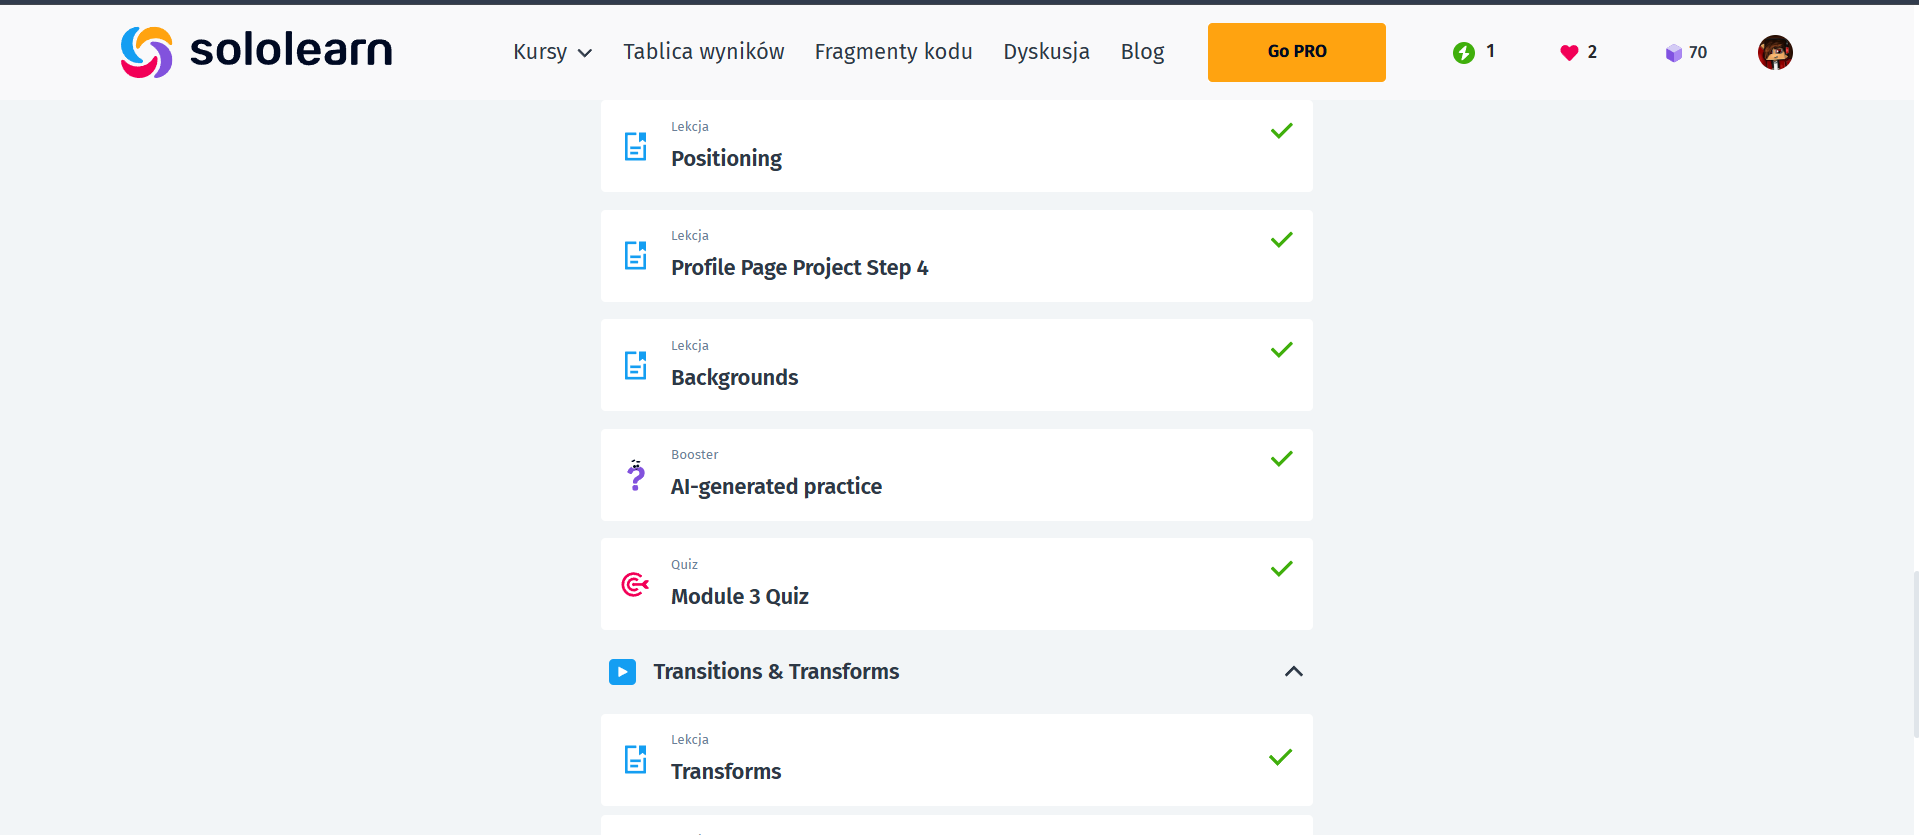 sololearn
Kursy
Tablica wyników
Fragmenty kodu
Dyskusja
Blog
Go PRO
1
2
70
Lekcja
Positioning
Lekcja
Profile Page Project Step 4
Lekcja
Backgrounds
Booster
AI-generated practice
Quiz
Module 3 Quiz
Transitions & Transforms
Lekcja
Transforms